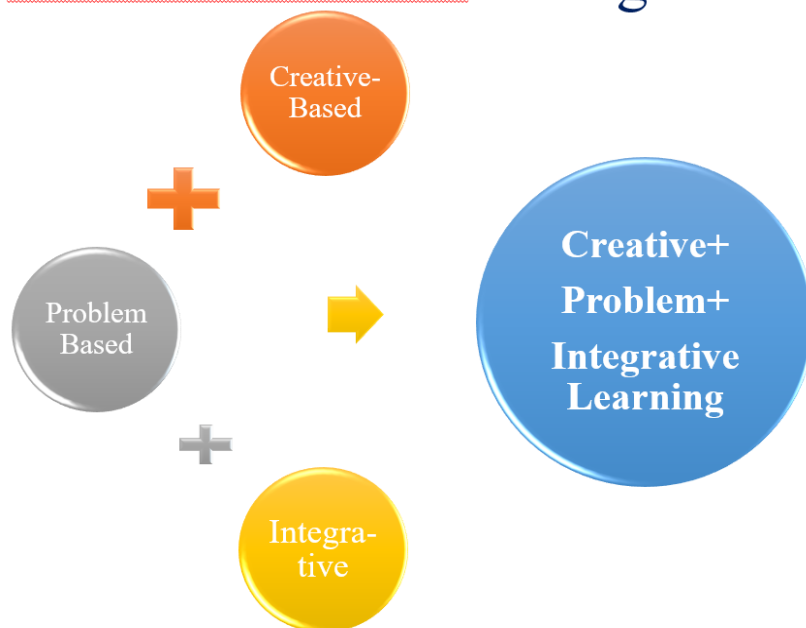 Creative-
Based
Problem
Based
Integra-
tive
Creative+
Problem+
Integrative
Learning